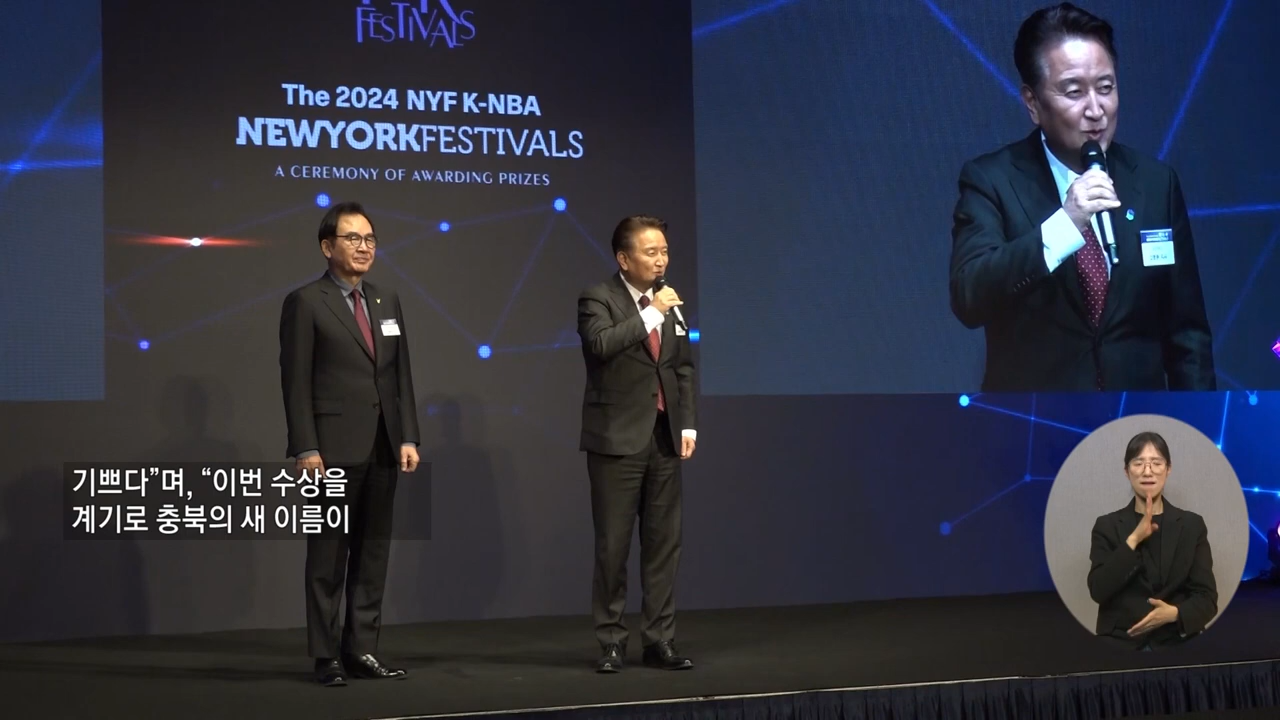 FESTIVALS
The 2024 NYF K-NBA
NEWYORKFESTIVALS
A CEREMONY OF AWARDING PRIZES
기쁘다”며, “이번 수상을
계기로 충북의 새 이름이